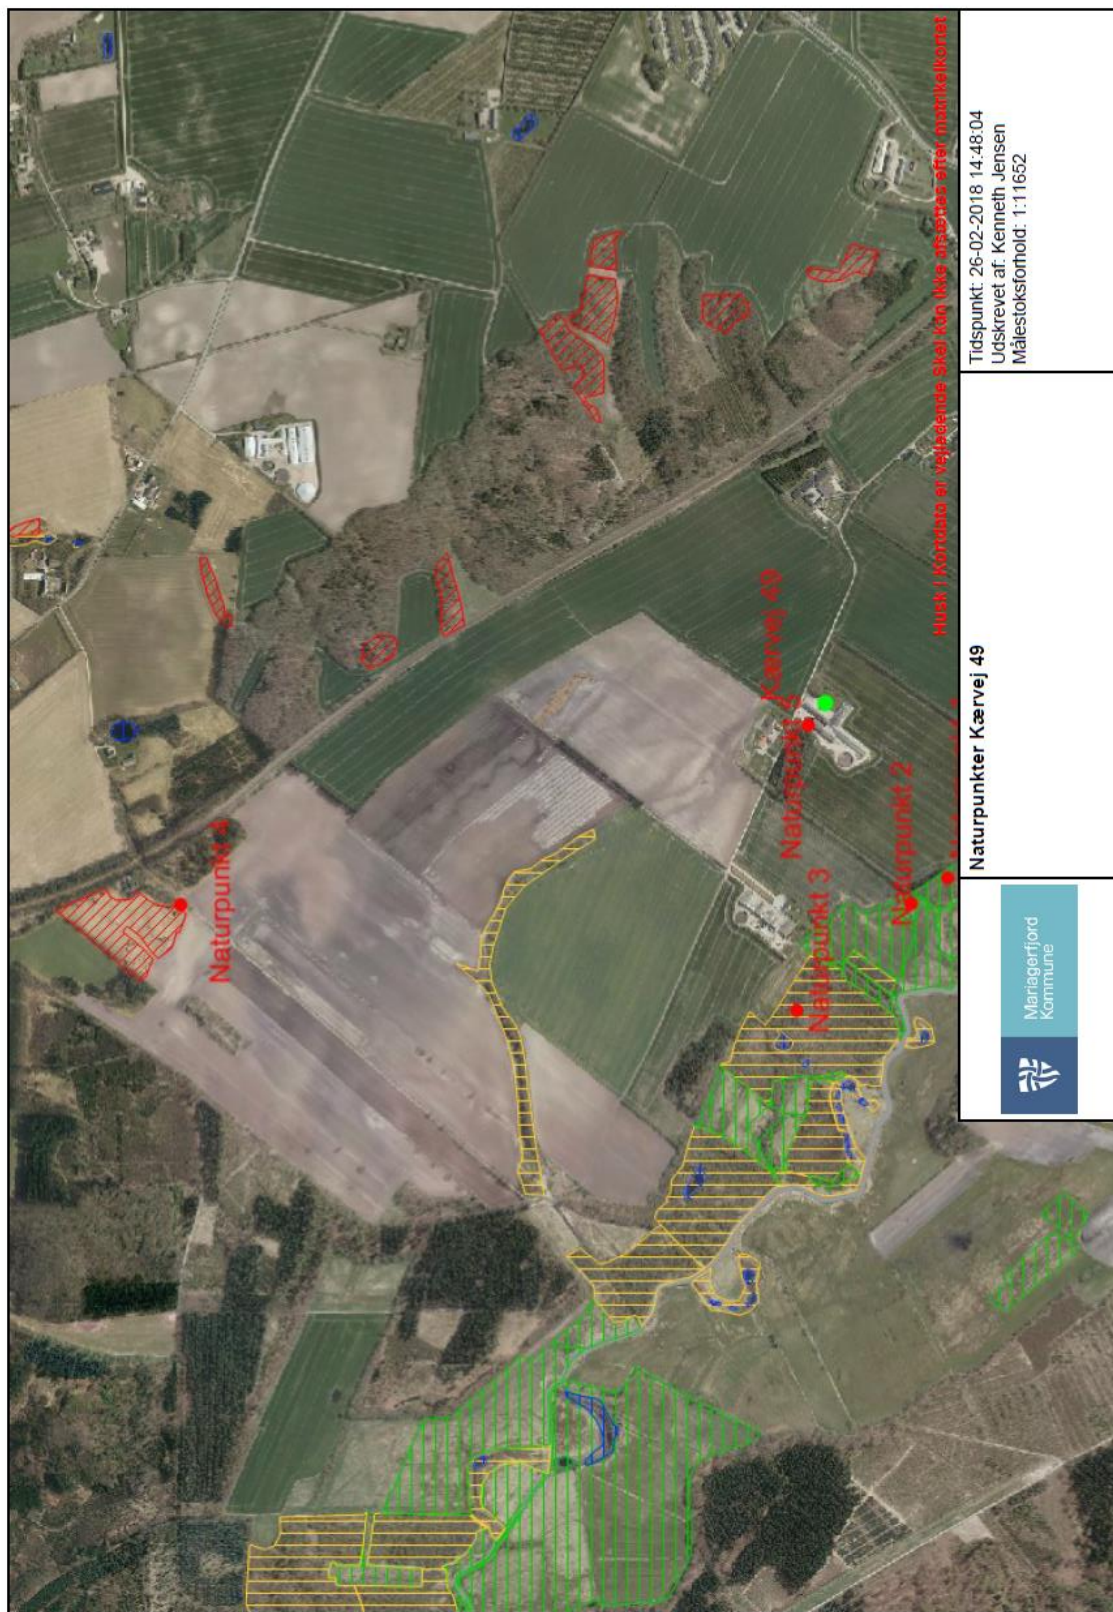 Naturpunkt 4
Kærvej 49
Naturpunkt 5
Naturpunkt 3
Naturpunkt 2
Husk ! Kortdata er vejledende Skel kan ikke afsættes efter matrikelkortet
Mariagerfjord
Kommune
Naturpunkter Kærvej 49
Tidspunkt: 26-02-2018 14:48:04
Udskrevet af: Kenneth Jensen
Målestoksforhold: 1:11652